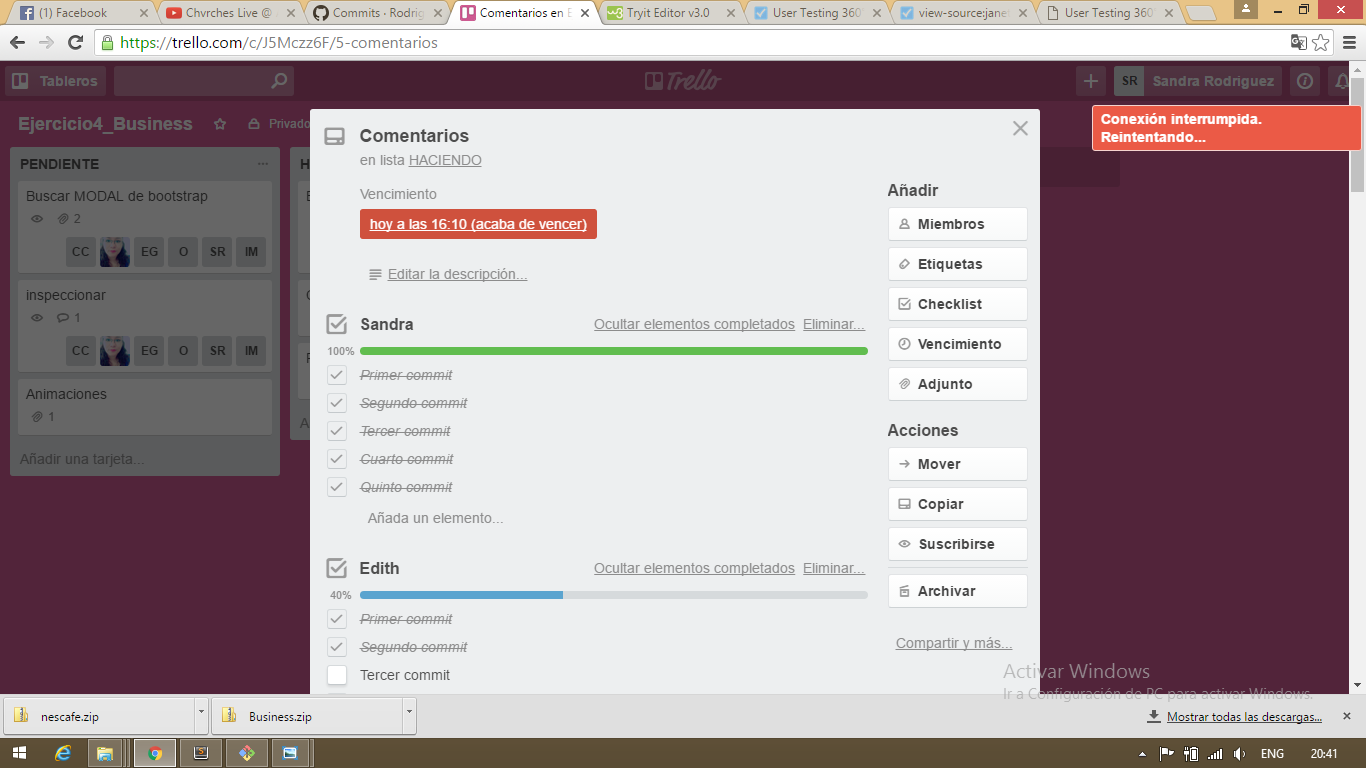 (1) Facebook
Chvrches Live @
Commits · Rodrig
Comentarios en E
Tryit Editor v3.0
User Testing 360°
view-source:janet
User Testing 360°
https://trello.com/c/J5Mczz6F/5-comentarios
Tableros
Trello
SR
Sandra Rodriguez
Ejercicio4_Business
Privado
Conexión interrumpida.
Reintentando...
PENDIENTE
Buscar MODAL de bootstrap
2
CC EG O SR IM
inspeccionar
1
CC EG O SR IM
Animaciones
1
Añadir una tarjeta...
Comentarios
en lista HACIENDO
Vencimiento
hoy a las 16:10 (acaba de vencer)
Editar la descripción...
Sandra
Ocultar elementos completados Eliminar...
100%
Primer commit
Segundo commit
Tercer commit
Cuarto commit
Quinto commit
Añada un elemento...
Edith
Ocultar elementos completados Eliminar...
40%
Primer commit
Segundo commit
Tercer commit
Añadir
Miembros
Etiquetas
Checklist
Vencimiento
Adjunto
Acciones
Mover
Copiar
Suscribirse
Archivar
Compartir y más...
Activar Windows
Ir a Configuración de PC para activar Windows.
nescafe.zip
Business.zip
Mostrar todas las descargas...
ENG
20:41